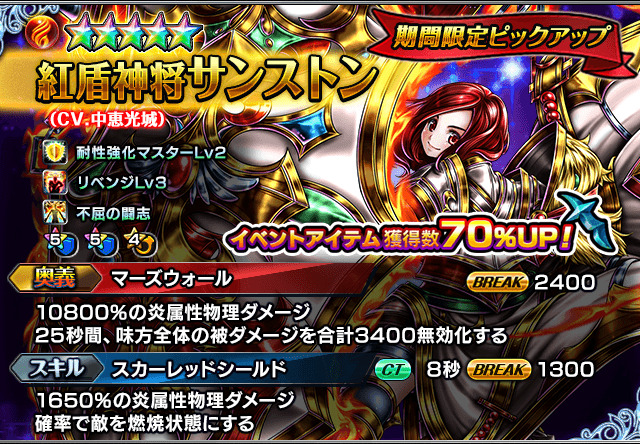 期間限定ピックアップ
紅盾神将サンストン
(CV.中恵光城)
耐性強化マスターLv2
リベンジLv3
不屈の闘志
5 5 4
イベントアイテム獲得数70%UP!
奥義 マーズウォール BREAK 2400
10800%の炎属性物理ダメージ
25秒間、味方全体の被ダメージを合計3400無効化する
スキル スカーレッドシールド CT 8秒 BREAK 1300
1650%の炎属性物理ダメージ
確率で敵を燃焼状態にする